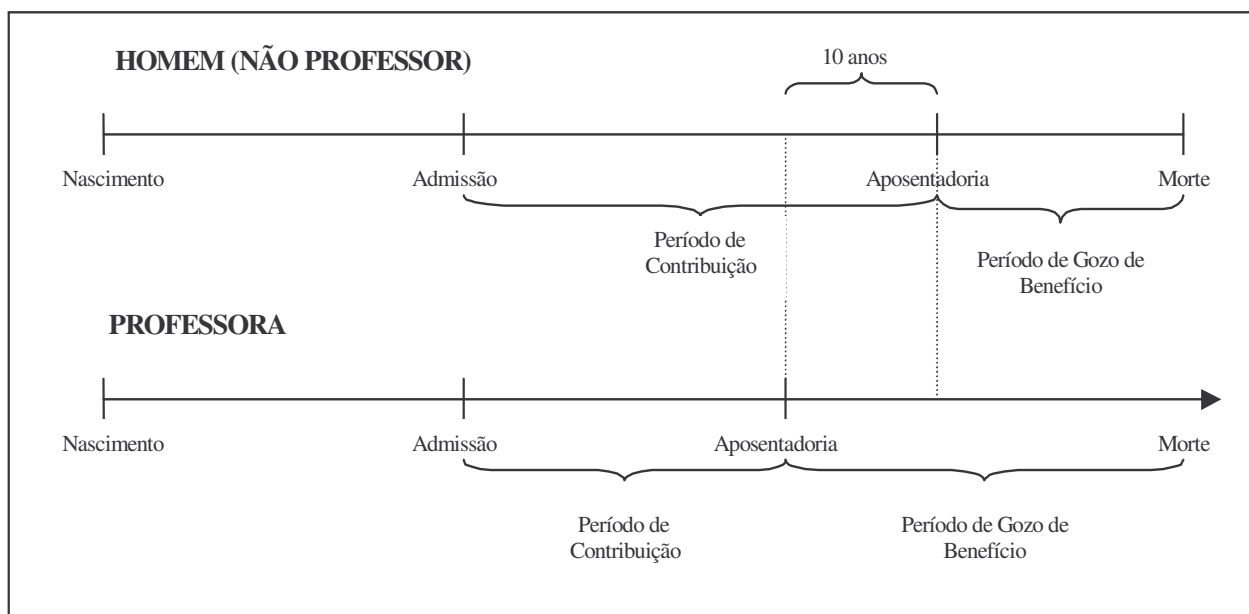 HOMEM (NÃO PROFESSOR)
10 anos
Nascimento
Admissão
Aposentadoria
Morte
Período de
Contribuição
Período de Gozo de
Benefício
PROFESSORA
Nascimento
Admissão
Aposentadoria
Morte
Período de
Contribuição
Período de Gozo de
Benefício